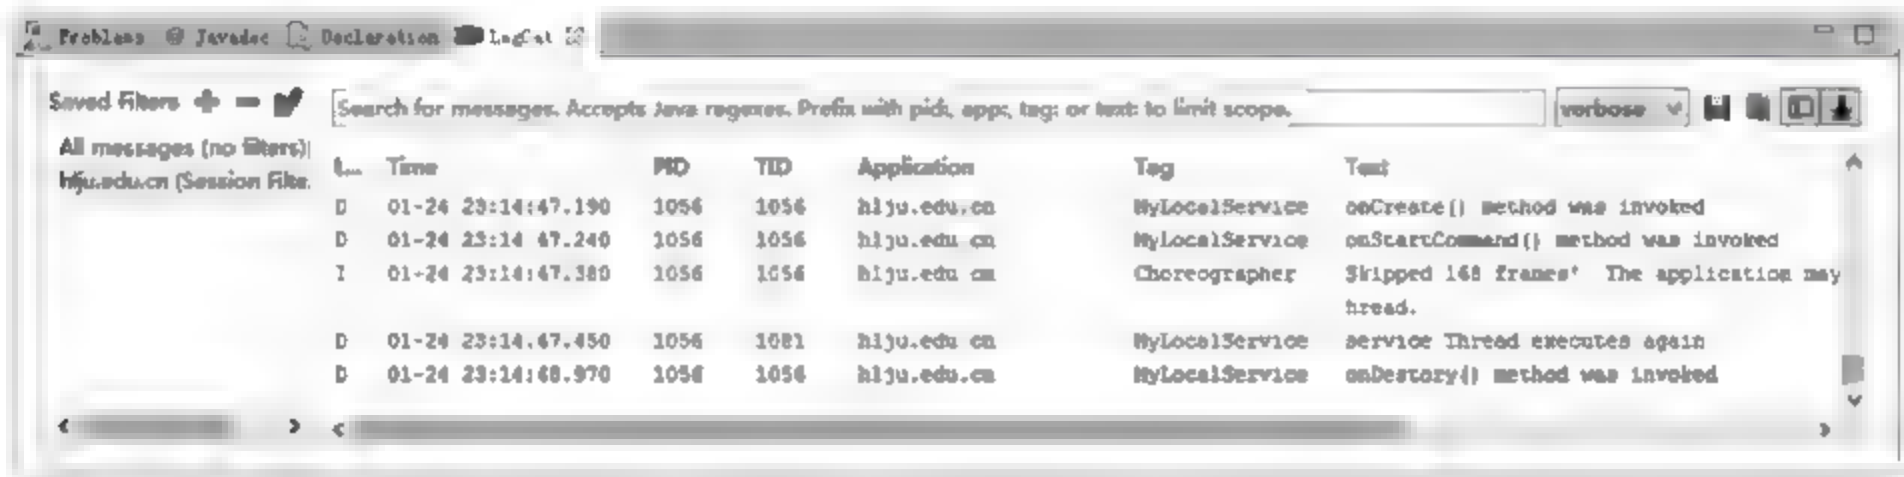 Problems Javadoc Declaration LogCat
Saved Filters
Search for messages. Accepts Java regexes. Prefix with pid:, app:, tag: or text: to limit scope.
verbose
All messages (no filters)
hlju.edu.cn (Session Filte
L... Time PID TID Application Tag Text
D 01-24 23:14:47.190 1056 1056 hlju.edu.cn MyLocalService onCreate() method was invoked
D 01-24 23:14:47.240 1056 1056 hlju.edu.cn MyLocalService onStartCommand() method was invoked
I 01-24 23:14:47.380 1056 1056 hlju.edu.cn Choreographer Skipped 168 frames! The application may
hread.
D 01-24 23:14:47.450 1056 1081 hlju.edu.cn MyLocalService service Thread executes again
D 01-24 23:14:48.970 1056 1056 hlju.edu.cn MyLocalService onDestory() method was invoked